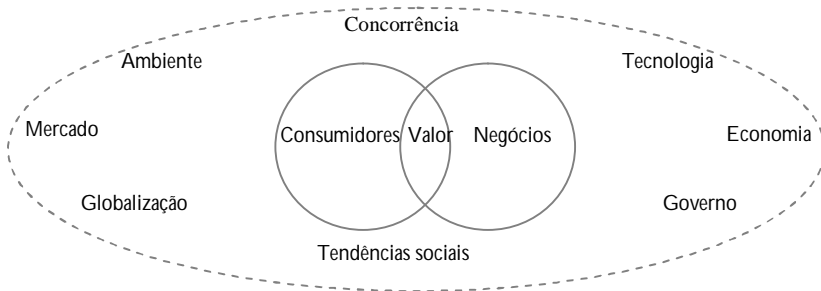 Concorrência
Ambiente
Tecnologia
Mercado
Consumidores
Valor
Negócios
Economia
Globalização
Governo
Tendências sociais